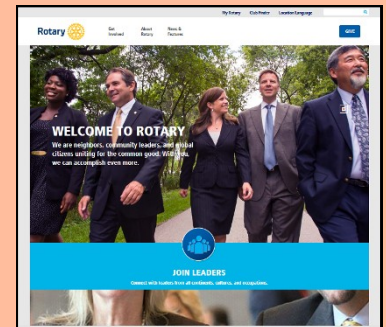 My Rotary Club Finder Location/Language
Rotary
Get Involved
About Rotary
News & Features
GIVE
WELCOME TO ROTARY
We are neighbors, community leaders, and global
citizens uniting for the common good. With you,
we can accomplish even more.
JOIN LEADERS
Connect with leaders from all continents, cultures, and occupations.